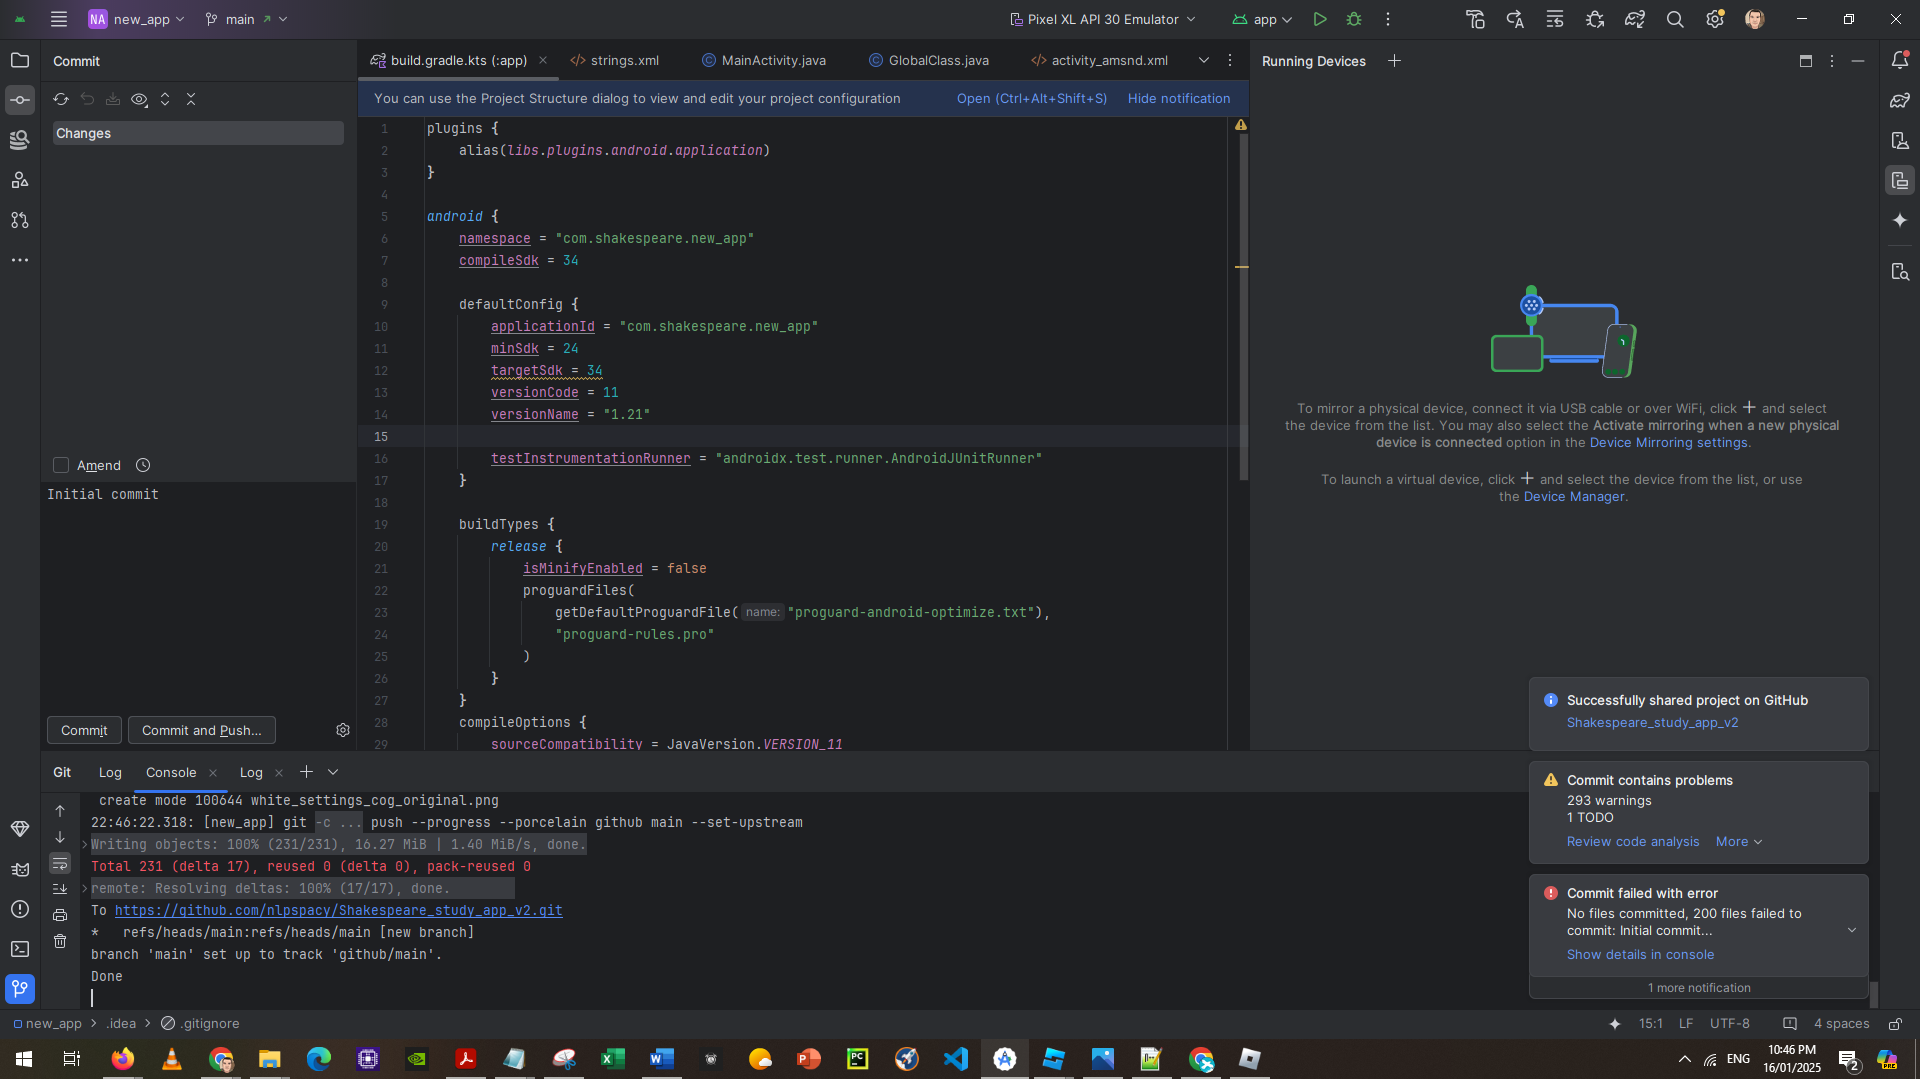 NA new_app
main
Pixel XL API 30 Emulator
app
Commit
Changes
Amend
Initial commit
Commit
Commit and Push...
build.gradle.kts (:app)
strings.xml
MainActivity.java
GlobalClass.java
activity_amsnd.xml
You can use the Project Structure dialog to view and edit your project configuration
Open (Ctrl+Alt+Shift+S)
Hide notification
1 plugins {
2 alias(libs.plugins.android.application)
3 }
4
5 android {
6 namespace = "com.shakespeare.new_app"
7 compileSdk = 34
8
9 defaultConfig {
10 applicationId = "com.shakespeare.new_app"
11 minSdk = 24
12 targetSdk = 34
13 versionCode = 11
14 versionName = "1.21"
15
16 testInstrumentationRunner = "androidx.test.runner.AndroidJUnitRunner"
17 }
18
19 buildTypes {
20 release {
21 isMinifyEnabled = false
22 proguardFiles(
23 getDefaultProguardFile( name: "proguard-android-optimize.txt"),
24 "proguard-rules.pro"
25 )
26 }
27 }
28 compileOptions {
29 sourceCompatibility = JavaVersion.VERSION_11
Running Devices
To mirror a physical device, connect it via USB cable or over WiFi, click + and select
the device from the list. You may also select the Activate mirroring when a new physical
device is connected option in the Device Mirroring settings.
To launch a virtual device, click + and select the device from the list, or use
the Device Manager.
Successfully shared project on GitHub
Shakespeare_study_app_v2
Commit contains problems
293 warnings
1 TODO
Review code analysis
More
Commit failed with error
No files committed, 200 files failed to
commit: Initial commit...
Show details in console
1 more notification
Git
Log
Console
Log
create mode 100644 white_settings_cog_original.png
22:46:22.318: [new_app] git -c ... push --progress --porcelain github main --set-upstream
Writing objects: 100% (231/231), 16.27 MiB | 1.40 MiB/s, done.
Total 231 (delta 17), reused 0 (delta 0), pack-reused 0
remote: Resolving deltas: 100% (17/17), done.
To https://github.com/nlpspacy/Shakespeare_study_app_v2.git
* refs/heads/main:refs/heads/main [new branch]
branch 'main' set up to track 'github/main'.
Done
new_app > .idea > .gitignore
15:1
LF
UTF-8
4 spaces
ENG
10:46 PM
16/01/2025
2